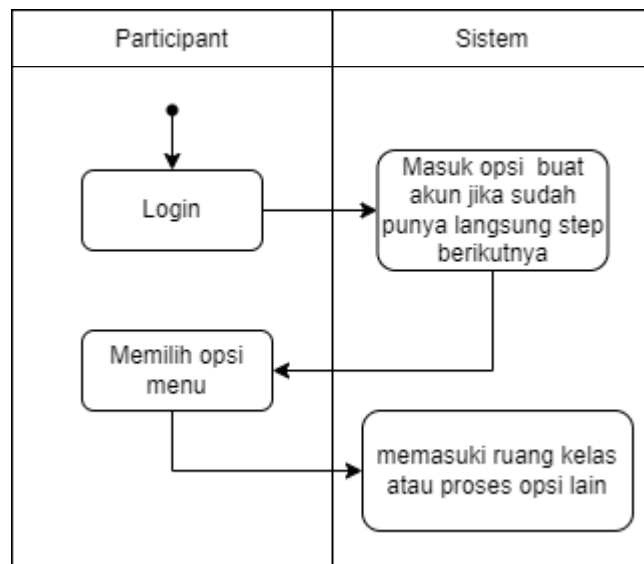 Participant
Sistem
Login
Masuk opsi buat
akun jika sudah
punya langsung step
berikutnya
Memilih opsi
menu
memasuki ruang kelas
atau proses opsi lain